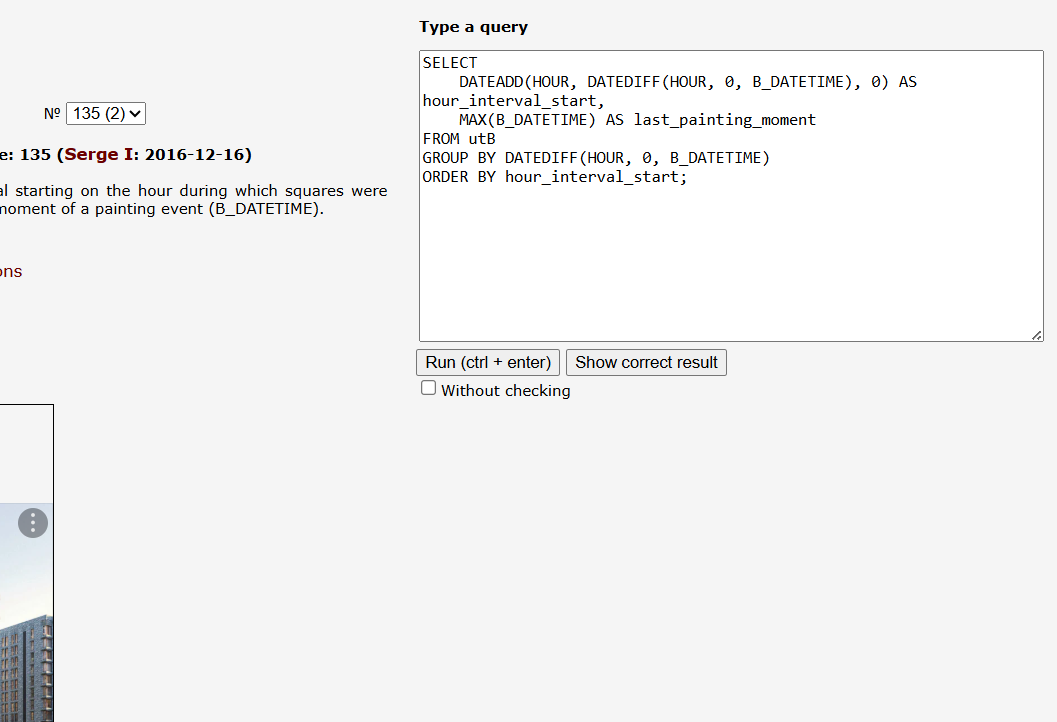 Type a query
SELECT
DATEADD(HOUR, DATEDIFF(HOUR, 0, B_DATETIME), 0) AS
hour_interval_start,
MAX(B_DATETIME) AS last_painting_moment
FROM utB
GROUP BY DATEDIFF(HOUR, 0, B_DATETIME)
ORDER BY hour_interval_start;
Run (ctrl + enter) Show correct result
Without checking
№ 135 (2)
e: 135 (Serge I: 2016-12-16)
al starting on the hour during which squares were
moment of a painting event (B_DATETIME).
ons